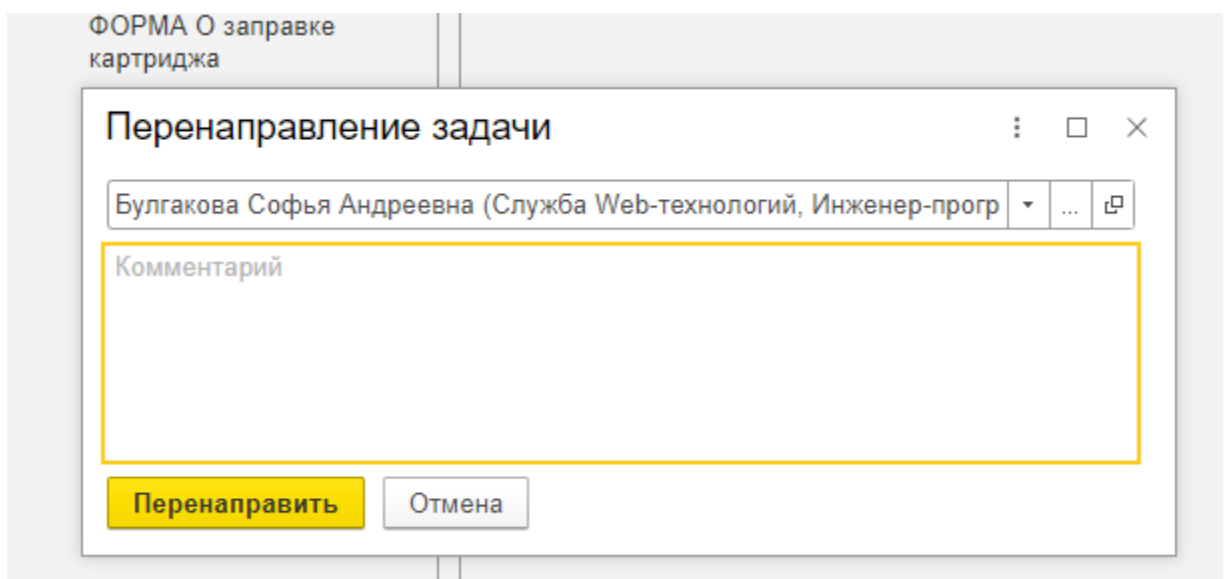 ФОРМА О заправке
картриджа
Перенаправление задачи
Булгакова Софья Андреевна (Служба Web-технологий, Инженер-прогр
...
Комментарий
Перенаправить
Отмена